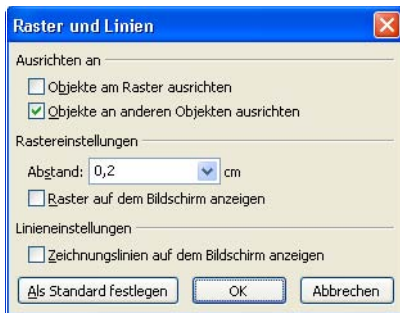 Raster und Linien
Ausrichten an
Objekte am Raster ausrichten
Objekte an anderen Objekten ausrichten
Rastereinstellungen
Abstand: 0,2 cm
Raster auf dem Bildschirm anzeigen
Linieneinstellungen
Zeichnungslinien auf dem Bildschirm anzeigen
Als Standard festlegen OK Abbrechen